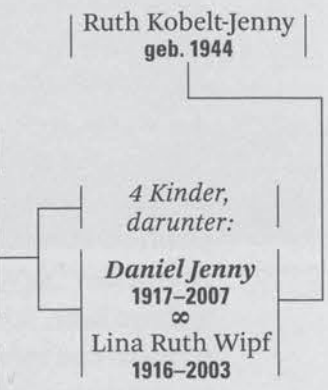 Ruth Kobelt-Jenny
geb. 1944
4 Kinder,
darunter:
Daniel Jenny
1917–2007
∞
Lina Ruth Wipf
1916–2003